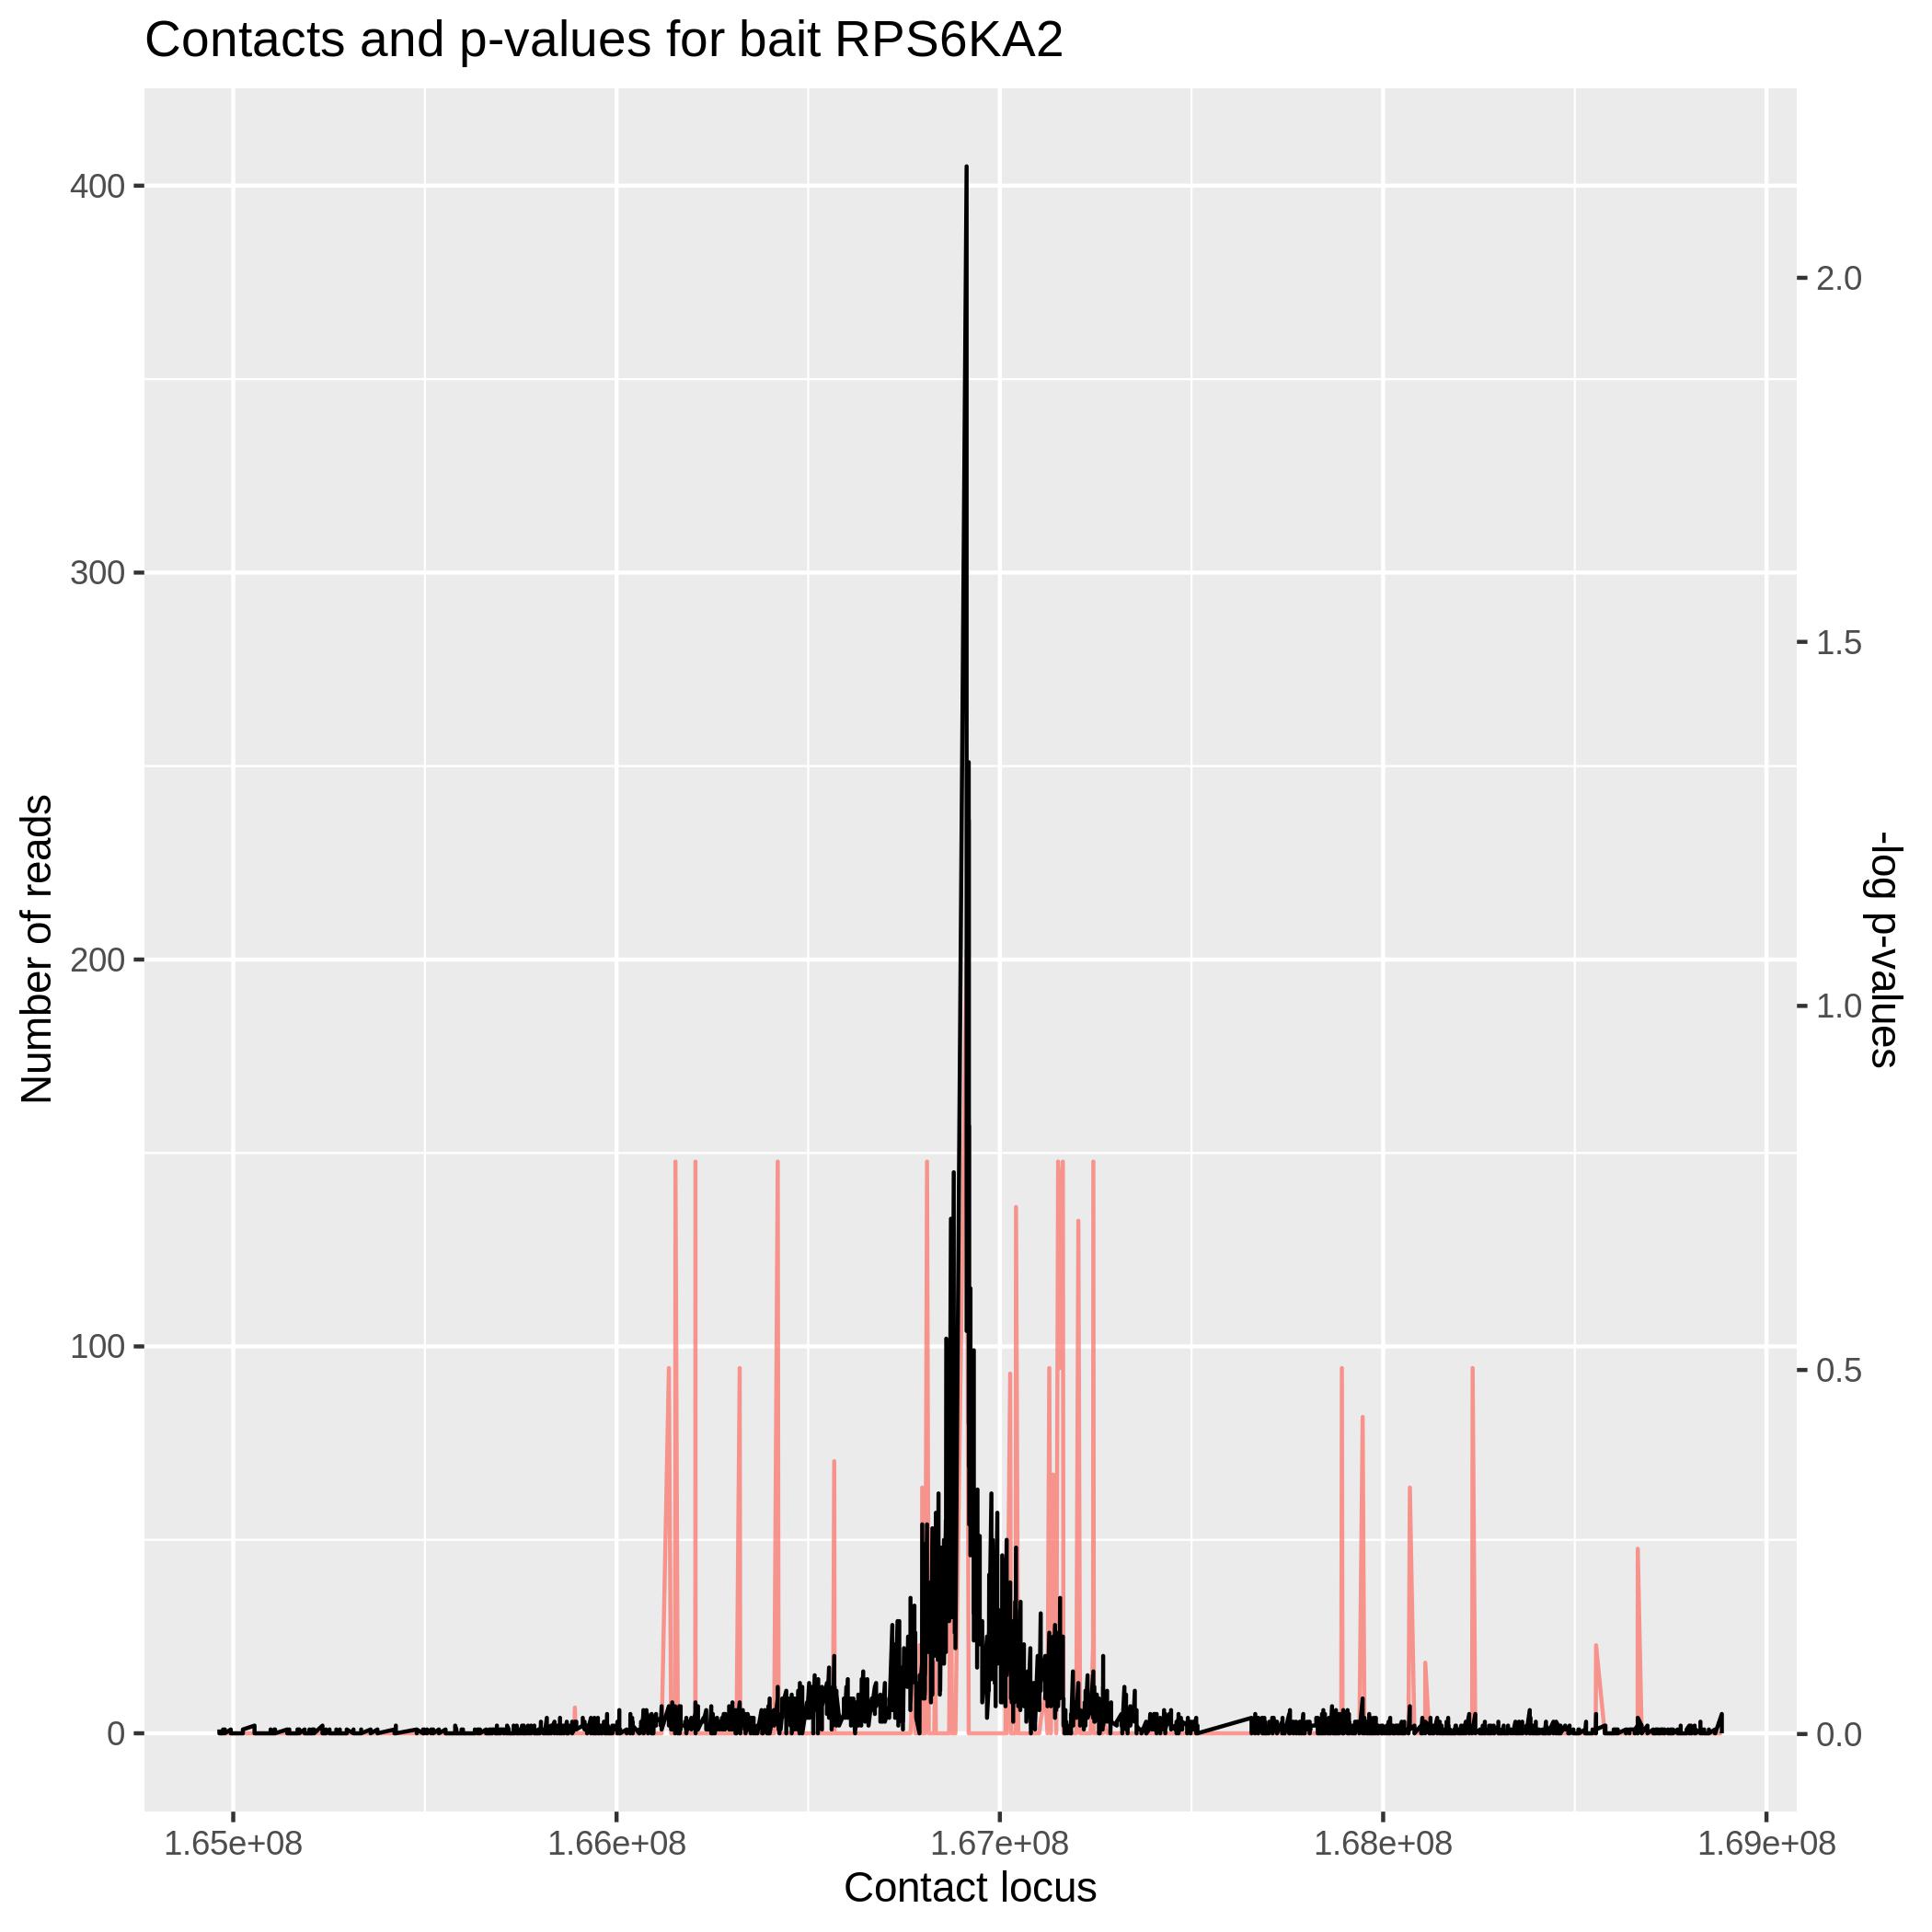 Contacts and p-values for bait RPS6KA2
400
300
200
100
0
2.0
1.5
1.0
0.5
0.0
Number of reads
-log p-values
1.65e+08
1.66e+08
1.67e+08
1.68e+08
1.69e+08
Contact locus